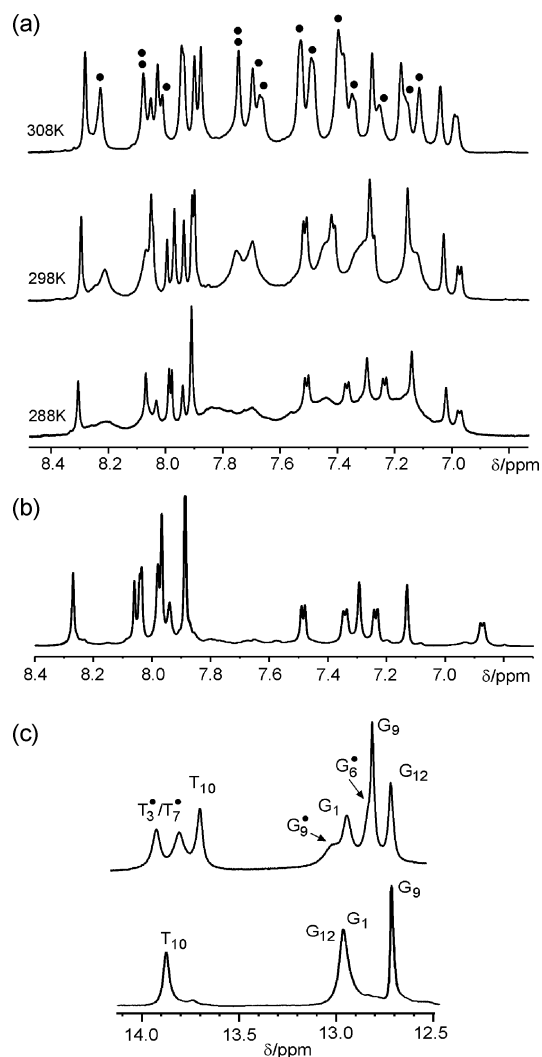 (a)
308K
298K
288K
8.4 8.2 8.0 7.8 7.6 7.4 7.2 7.0 δ/ppm
(b)
8.4 8.2 8.0 7.8 7.6 7.4 7.2 7.0 δ/ppm
(c)
G9
G6•
T10
G12
T3•/T7•
G1
G9•
G9
G12 G1
T10
14.0 13.5 13.0 12.5
δ/ppm